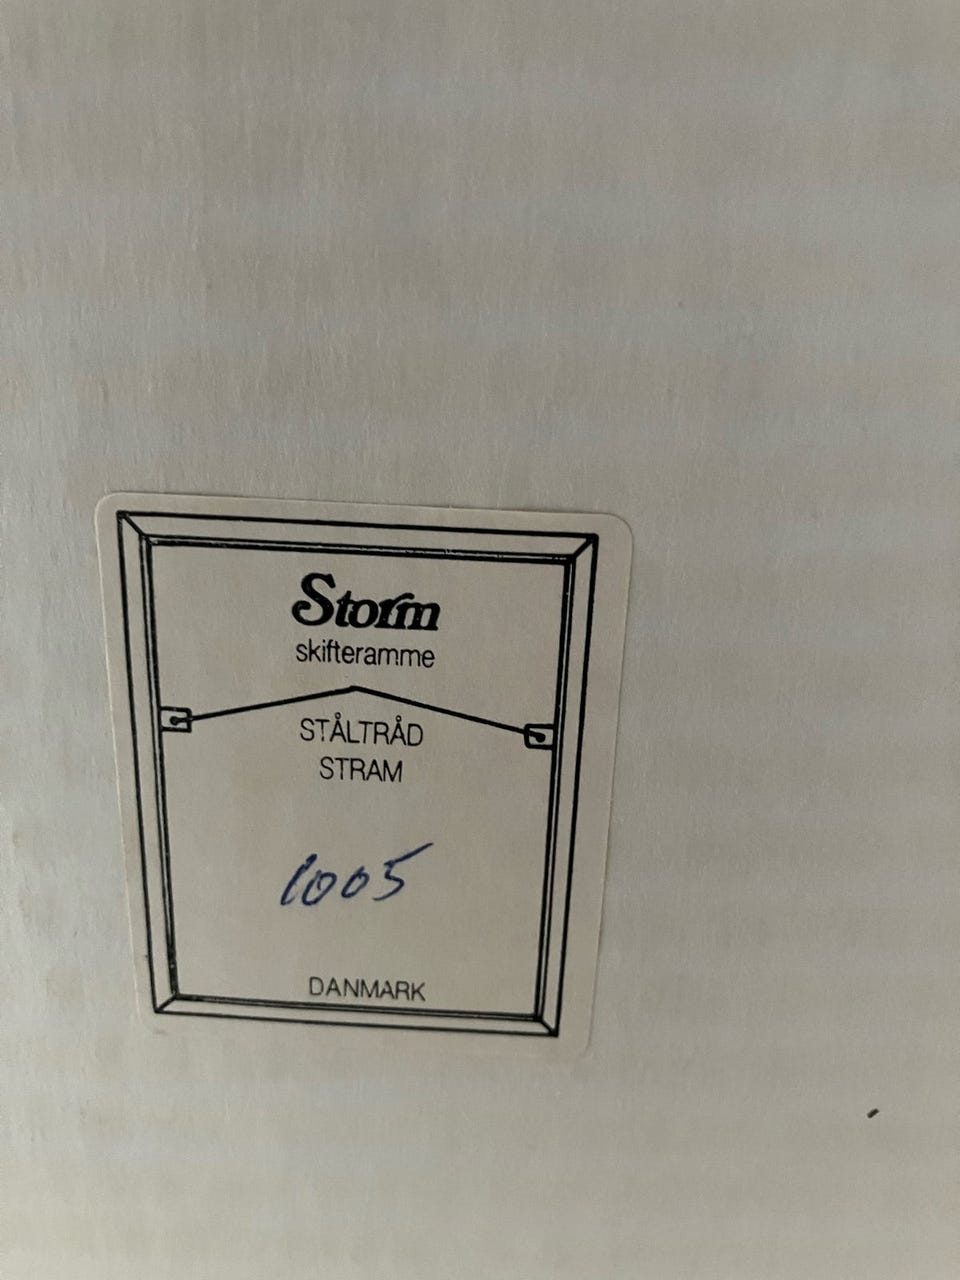 Storm
skifteramme
STÅLTRÅD
STRAM
1005
DANMARK